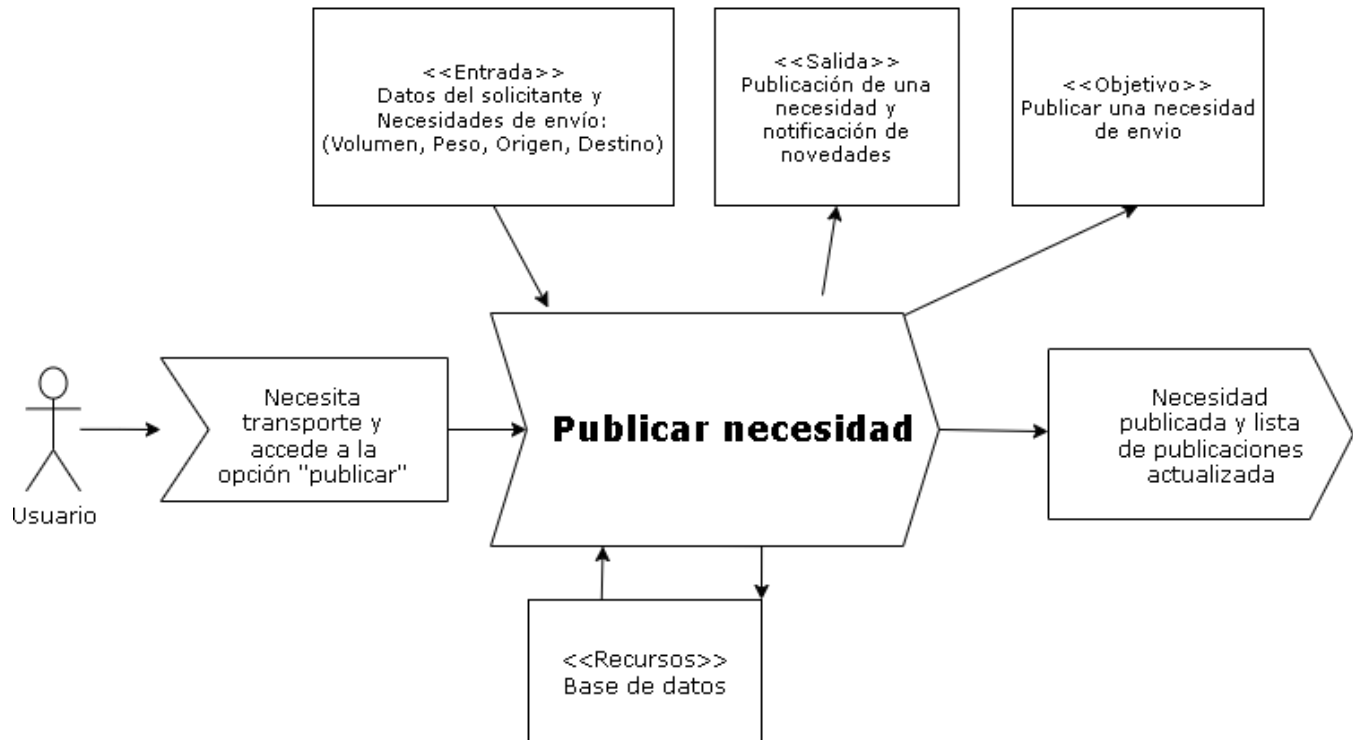 <<Entrada>>
Datos del solicitante y
Necesidades de envío:
(Volumen, Peso, Origen, Destino)
<<Salida>>
Publicación de una
necesidad y
notificación de
novedades
<<Objetivo>>
Publicar una necesidad
de envio
Usuario
Necesita
transporte y
accede a la
opción "publicar"
Publicar necesidad
Necesidad
publicada y lista
de publicaciones
actualizada
<<Recursos>>
Base de datos